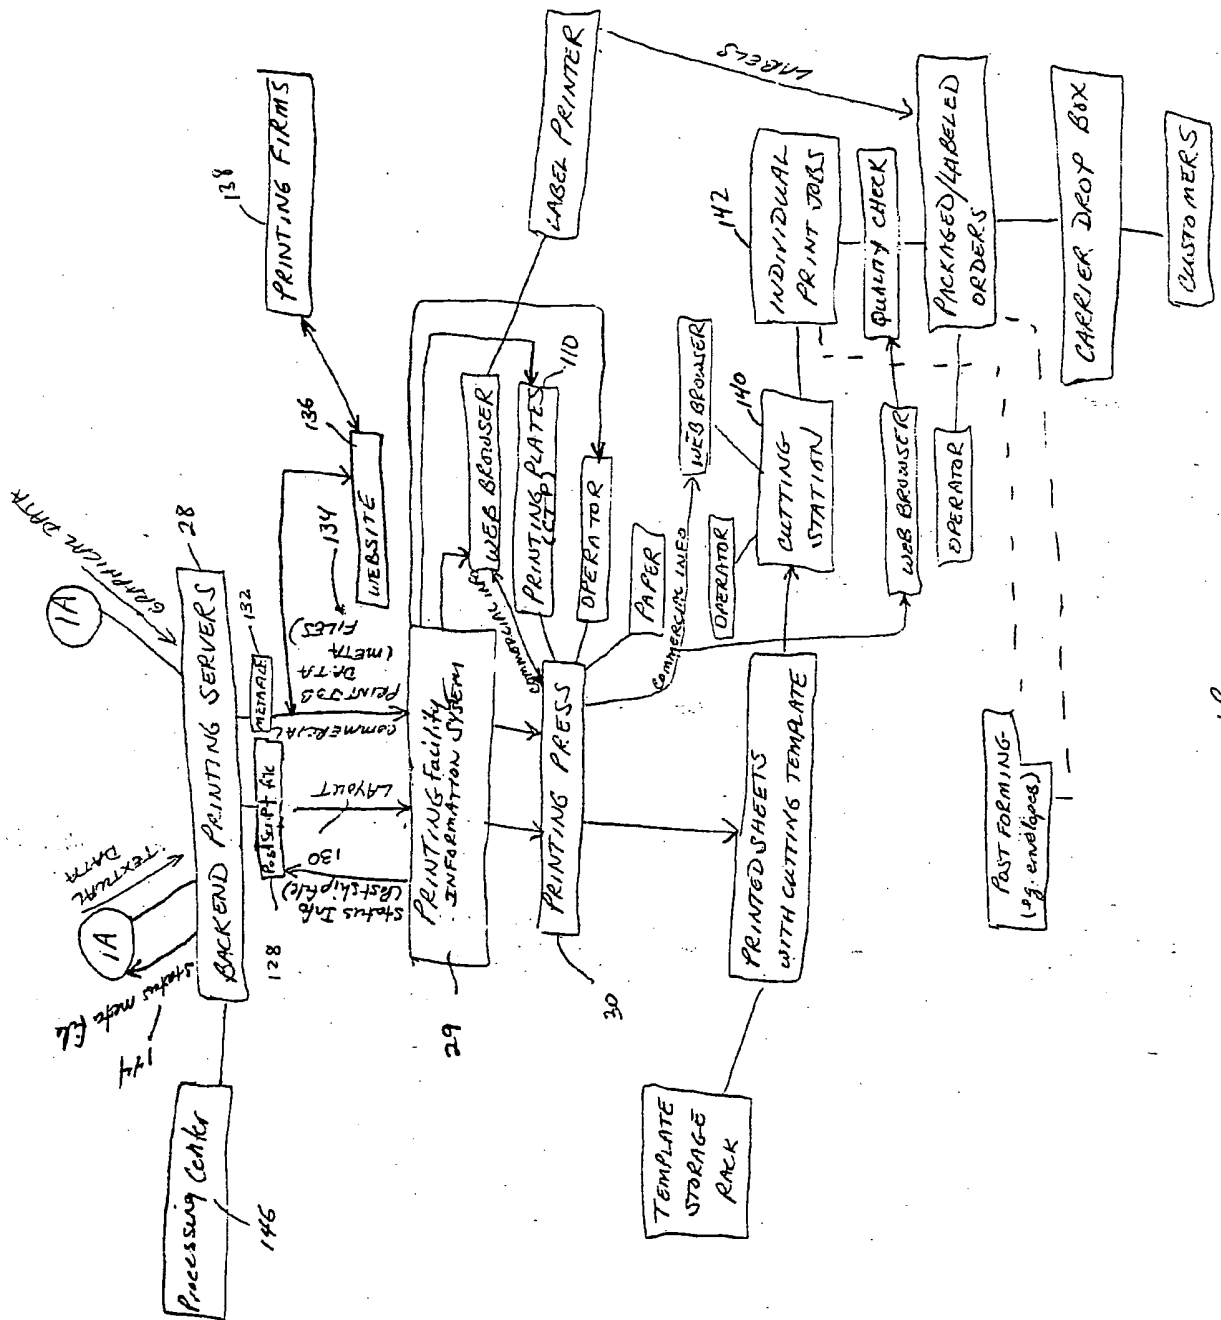 1A
TEXTUAL
DATA
status meta file
144
1A
GRAPHICAL DATA
28
BACKEND PRINTING SERVERS
Processing Center
146
128
PostScript file
METAFILE
132
130
Status Info
LAYOUT
COMMERCIAL
PRINT JOB
DATA
(META
FILES)
134
136
WEBSITE
138
PRINTING FIRMS
PRINTING Facility
INFORMATION SYSTEM
29
COMMERCIAL INFO
WEB BROWSER
LABEL PRINTER
PRINTING PLATES
(CTP)
110
OPERATOR
PRINTING PRESS
30
PAPER
COMMERCIAL INFO
WEB BROWSER
LABELS
TEMPLATE
STORAGE
RACK
PRINTED SHEETS
WITH CUTTING TEMPLATE
OPERATOR
CUTTING
STATION
140
142
INDIVIDUAL
PRINT JOBS
QUALITY CHECK
WEB BROWSER
OPERATOR
PACKAGED/LABELED
ORDERS
POST FORMING
(e.g. envelopes)
CARRIER DROP BOX
CUSTOMERS